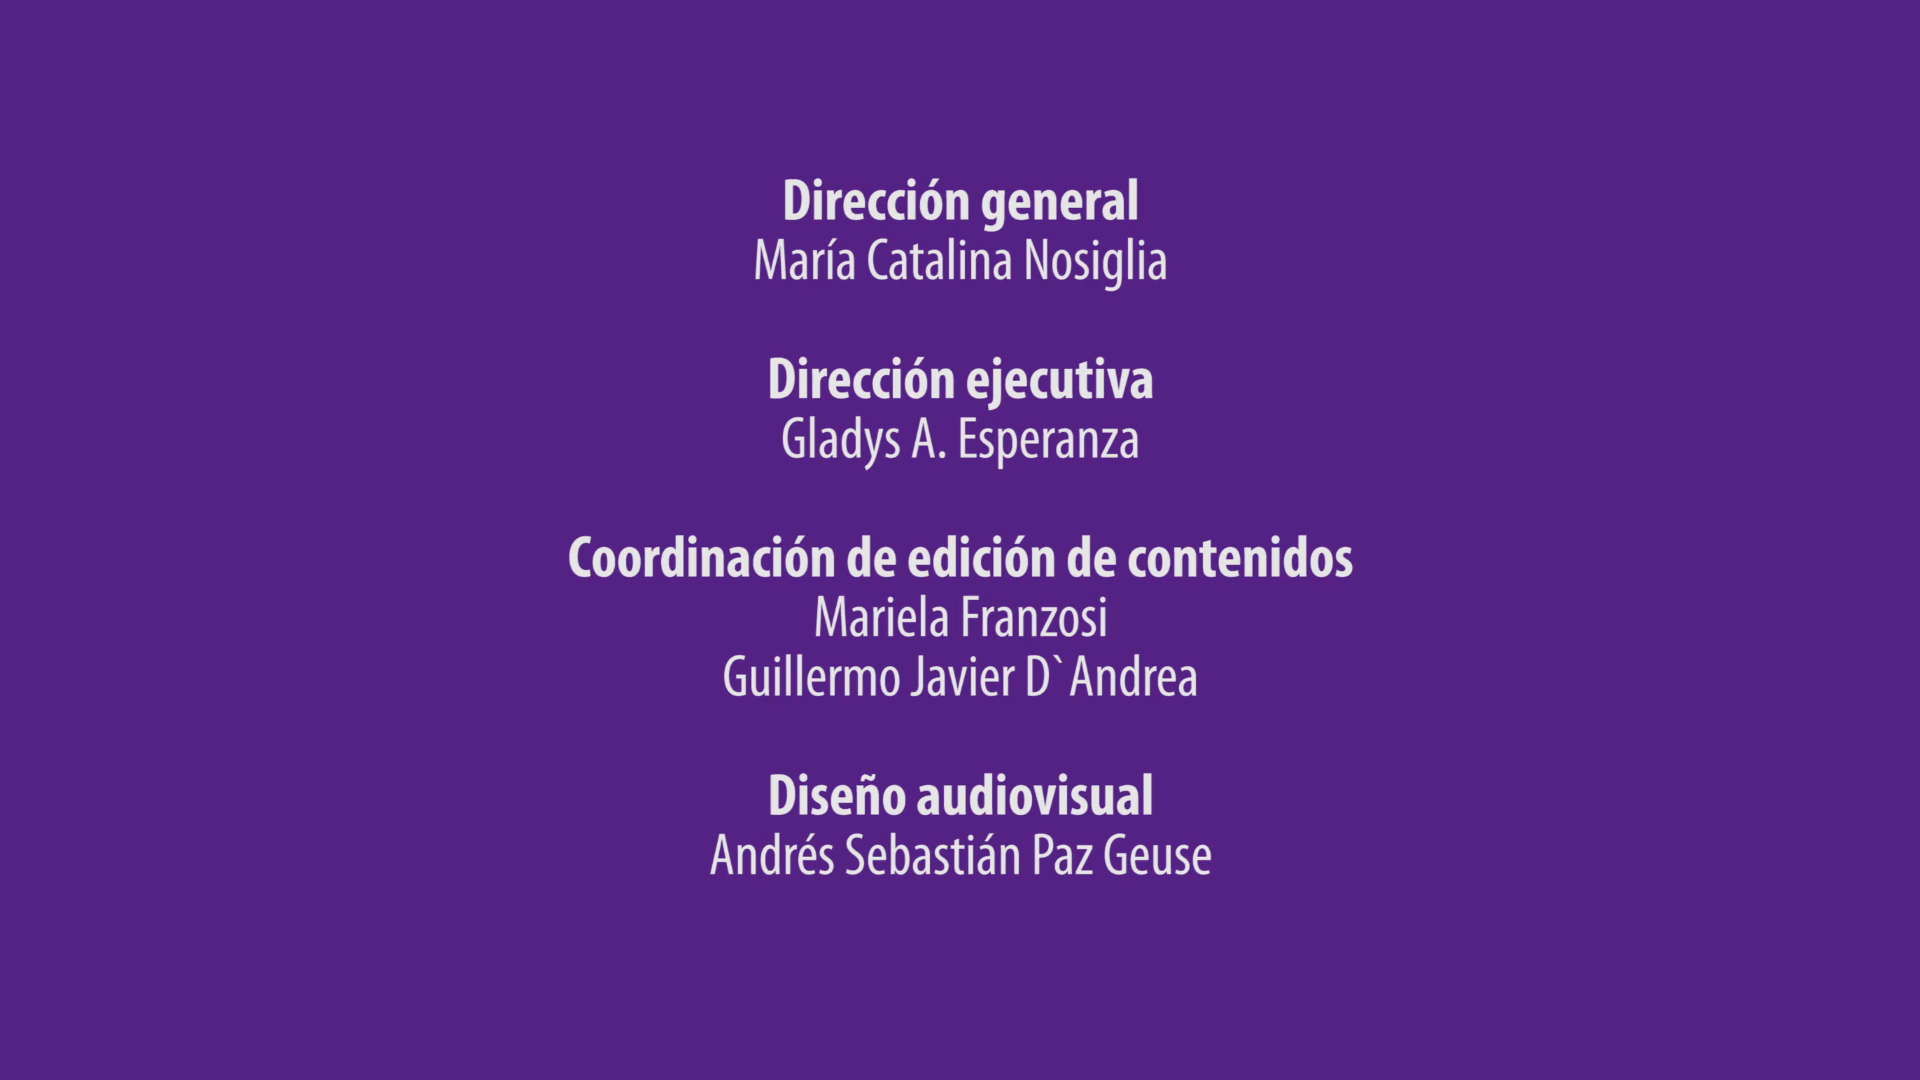 Dirección general
María Catalina Nosiglia
Dirección ejecutiva
Gladys A. Esperanza
Coordinación de edición de contenidos
Mariela Franzosi
Guillermo Javier D`Andrea
Diseño audiovisual
Andrés Sebastián Paz Geuse